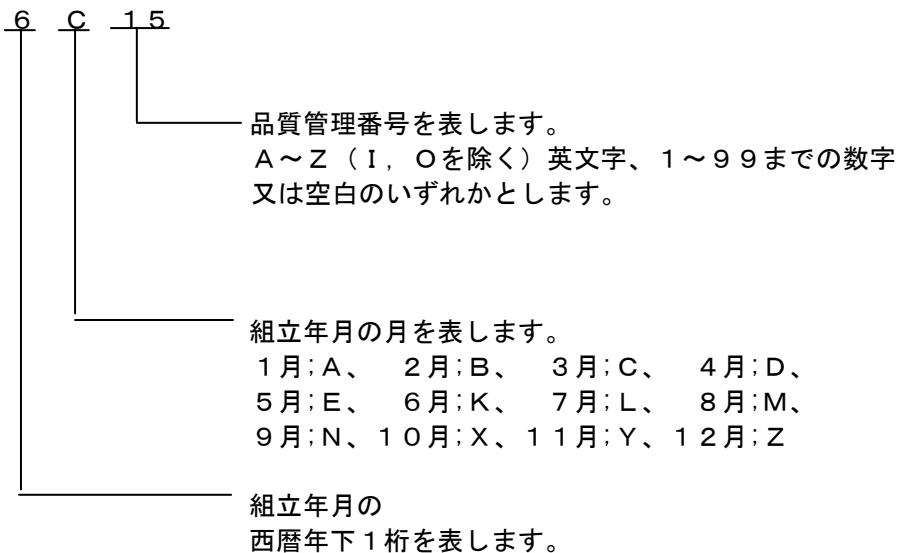 ６ Ｃ １５
品質管理番号を表します。
Ａ～Ｚ（Ｉ，Ｏを除く）英文字、１～９９までの数字
又は空白のいずれかとします。
組立年月の月を表します。
１月；Ａ、　２月；Ｂ、　３月；Ｃ、　４月；Ｄ、
５月；Ｅ、　６月；Ｋ、　７月；Ｌ、　８月；Ｍ、
９月；Ｎ、１０月；Ｘ、１１月；Ｙ、１２月；Ｚ
組立年月の
西暦年下１桁を表します。